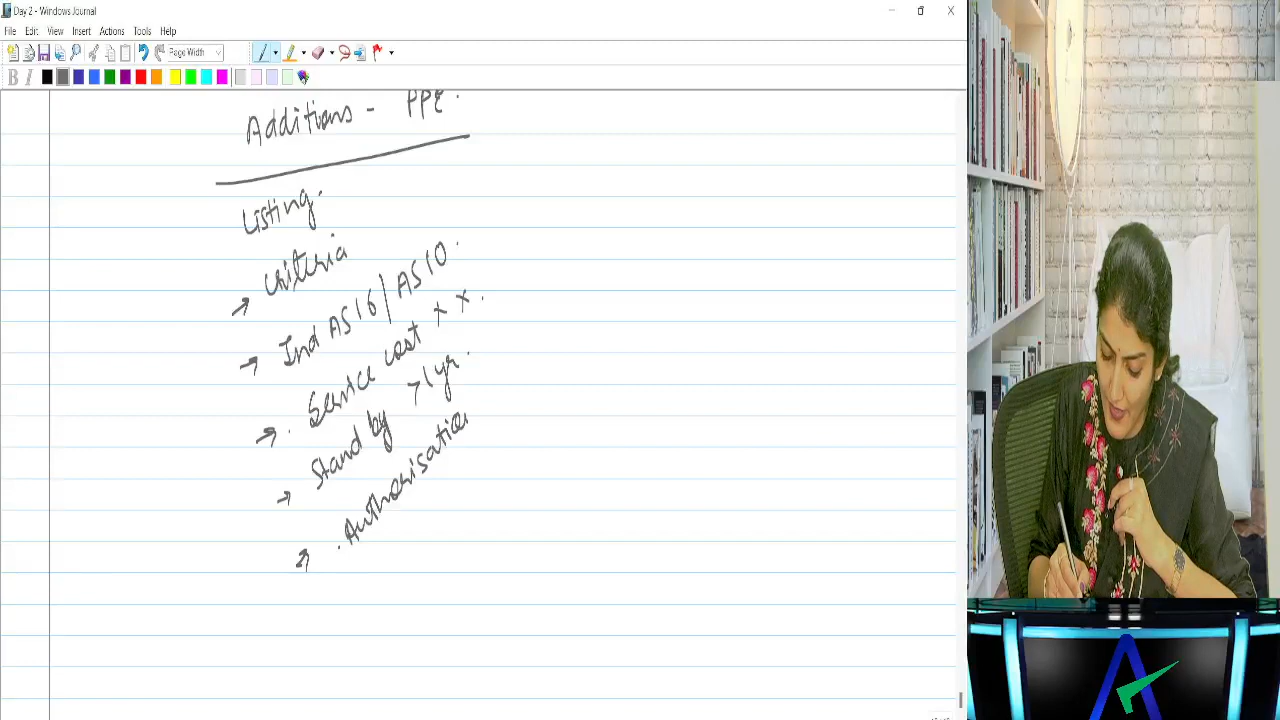 Day 2 - Windows Journal
File Edit View Insert Actions Tools Help
Page Width
B I
Additions - PPE.
Listing.
→ Criteria
→ Ind AS 16 / AS 10.
→ . Service cost x x.
→ Stand by > 1 yr.
→ . Authorisation